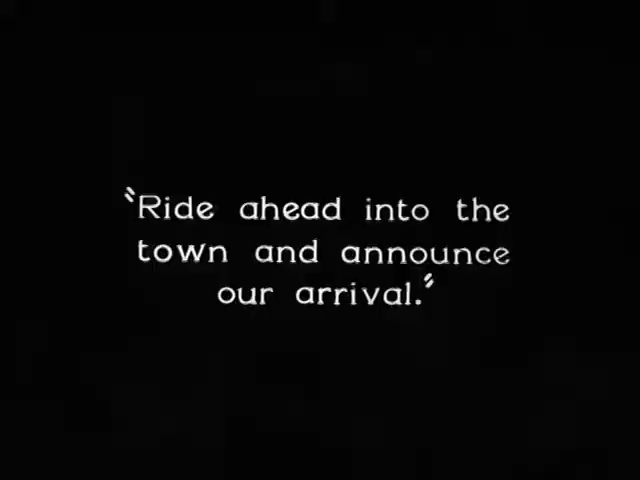 "Ride ahead into the
town and announce
our arrival."